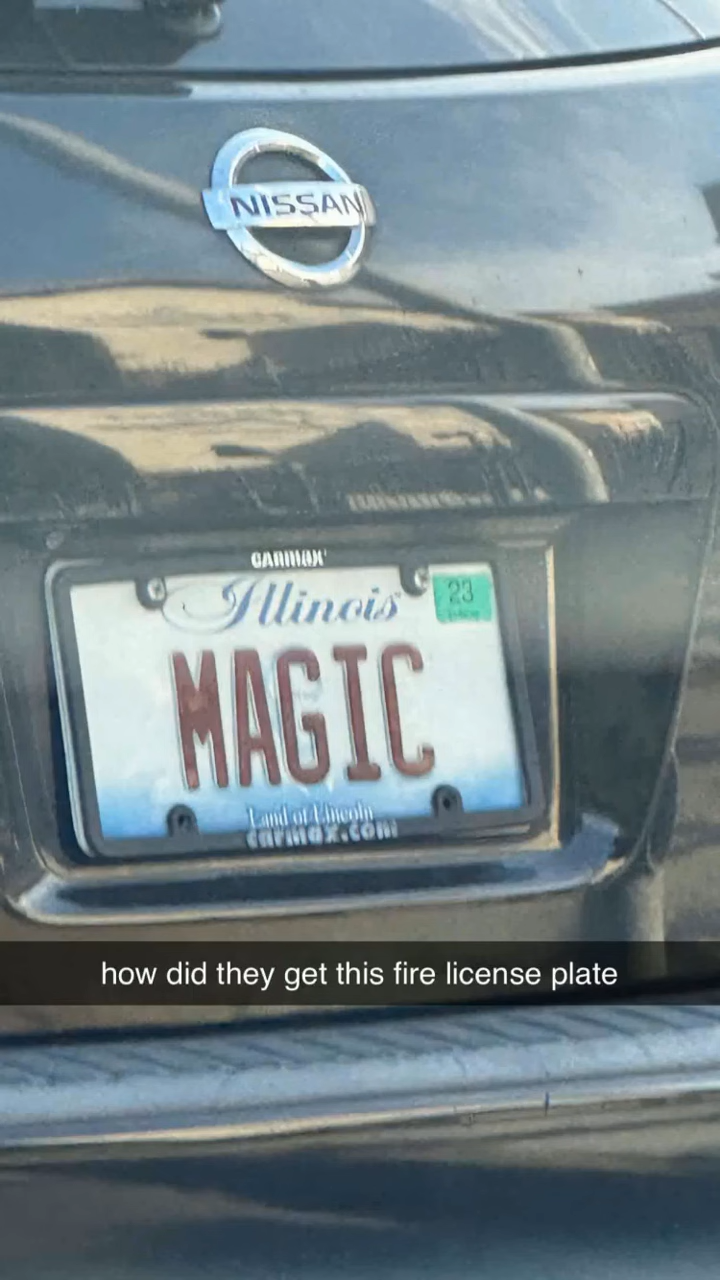 NISSAN
CARMAX
Illinois
23
MAGIC
Land of Lincoln
carmax.com
how did they get this fire license plate